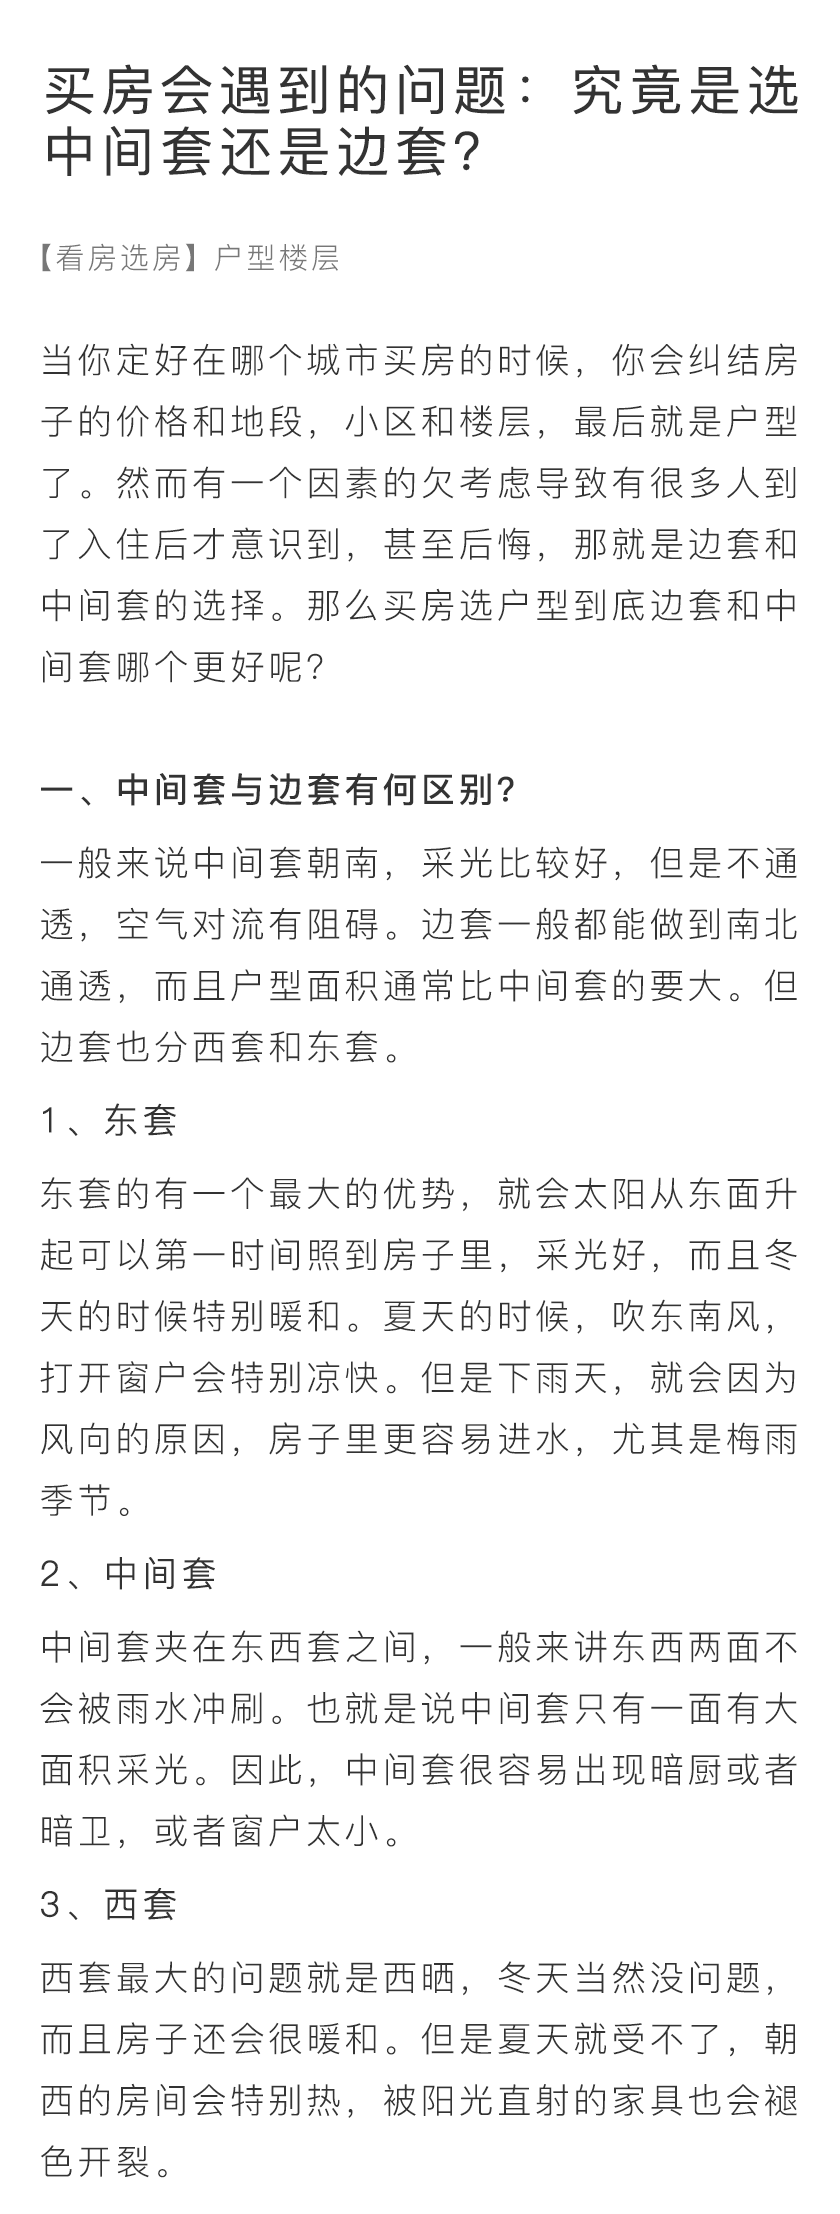 买房会遇到的问题：究竟是选
中间套还是边套?
【看房选房】户型楼层
当你定好在哪个城市买房的时候，你会纠结房
子的价格和地段，小区和楼层，最后就是户型
了。然而有一个因素的欠考虑导致有很多人到
了入住后才意识到，甚至后悔，那就是边套和
中间套的选择。那么买房选户型到底边套和中
间套哪个更好呢?
一、中间套与边套有何区别?
一般来说中间套朝南，采光比较好，但是不通
透，空气对流有阻碍。边套一般都能做到南北
通透，而且户型面积通常比中间套的要大。但
边套也分西套和东套。
1、东套
东套的有一个最大的优势，就会太阳从东面升
起可以第一时间照到房子里，采光好，而且冬
天的时候特别暖和。夏天的时候，吹东南风，
打开窗户会特别凉快。但是下雨天，就会因为
风向的原因，房子里更容易进水，尤其是梅雨
季节。
2、中间套
中间套夹在东西套之间，一般来讲东西两面不
会被雨水冲刷。也就是说中间套只有一面有大
面积采光。因此，中间套很容易出现暗厨或者
暗卫，或者窗户太小。
3、西套
西套最大的问题就是西晒，冬天当然没问题，
而且房子还会很暖和。但是夏天就受不了，朝
西的房间会特别热，被阳光直射的家具也会褪
色开裂。